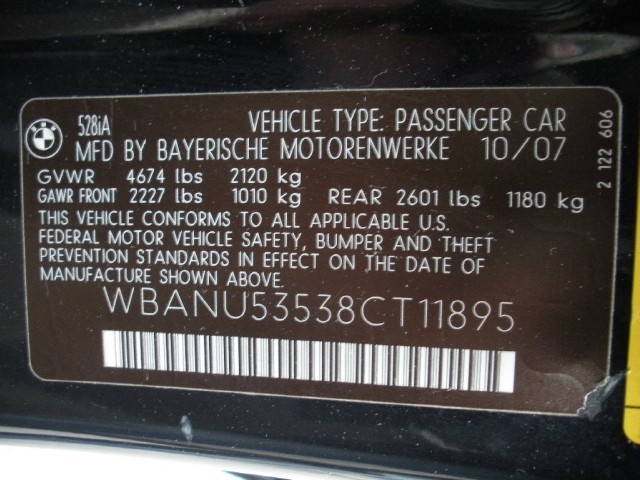 528iA VEHICLE TYPE: PASSENGER CAR
MFD BY BAYERISCHE MOTORENWERKE 10/07
GVWR 4674 lbs 2120 kg
GAWR FRONT 2227 lbs 1010 kg REAR 2601 lbs 1180 kg
THIS VEHICLE CONFORMS TO ALL APPLICABLE U.S.
FEDERAL MOTOR VEHICLE SAFETY, BUMPER AND THEFT
PREVENTION STANDARDS IN EFFECT ON THE DATE OF
MANUFACTURE SHOWN ABOVE.
WBANU53538CT11895
2 122 606